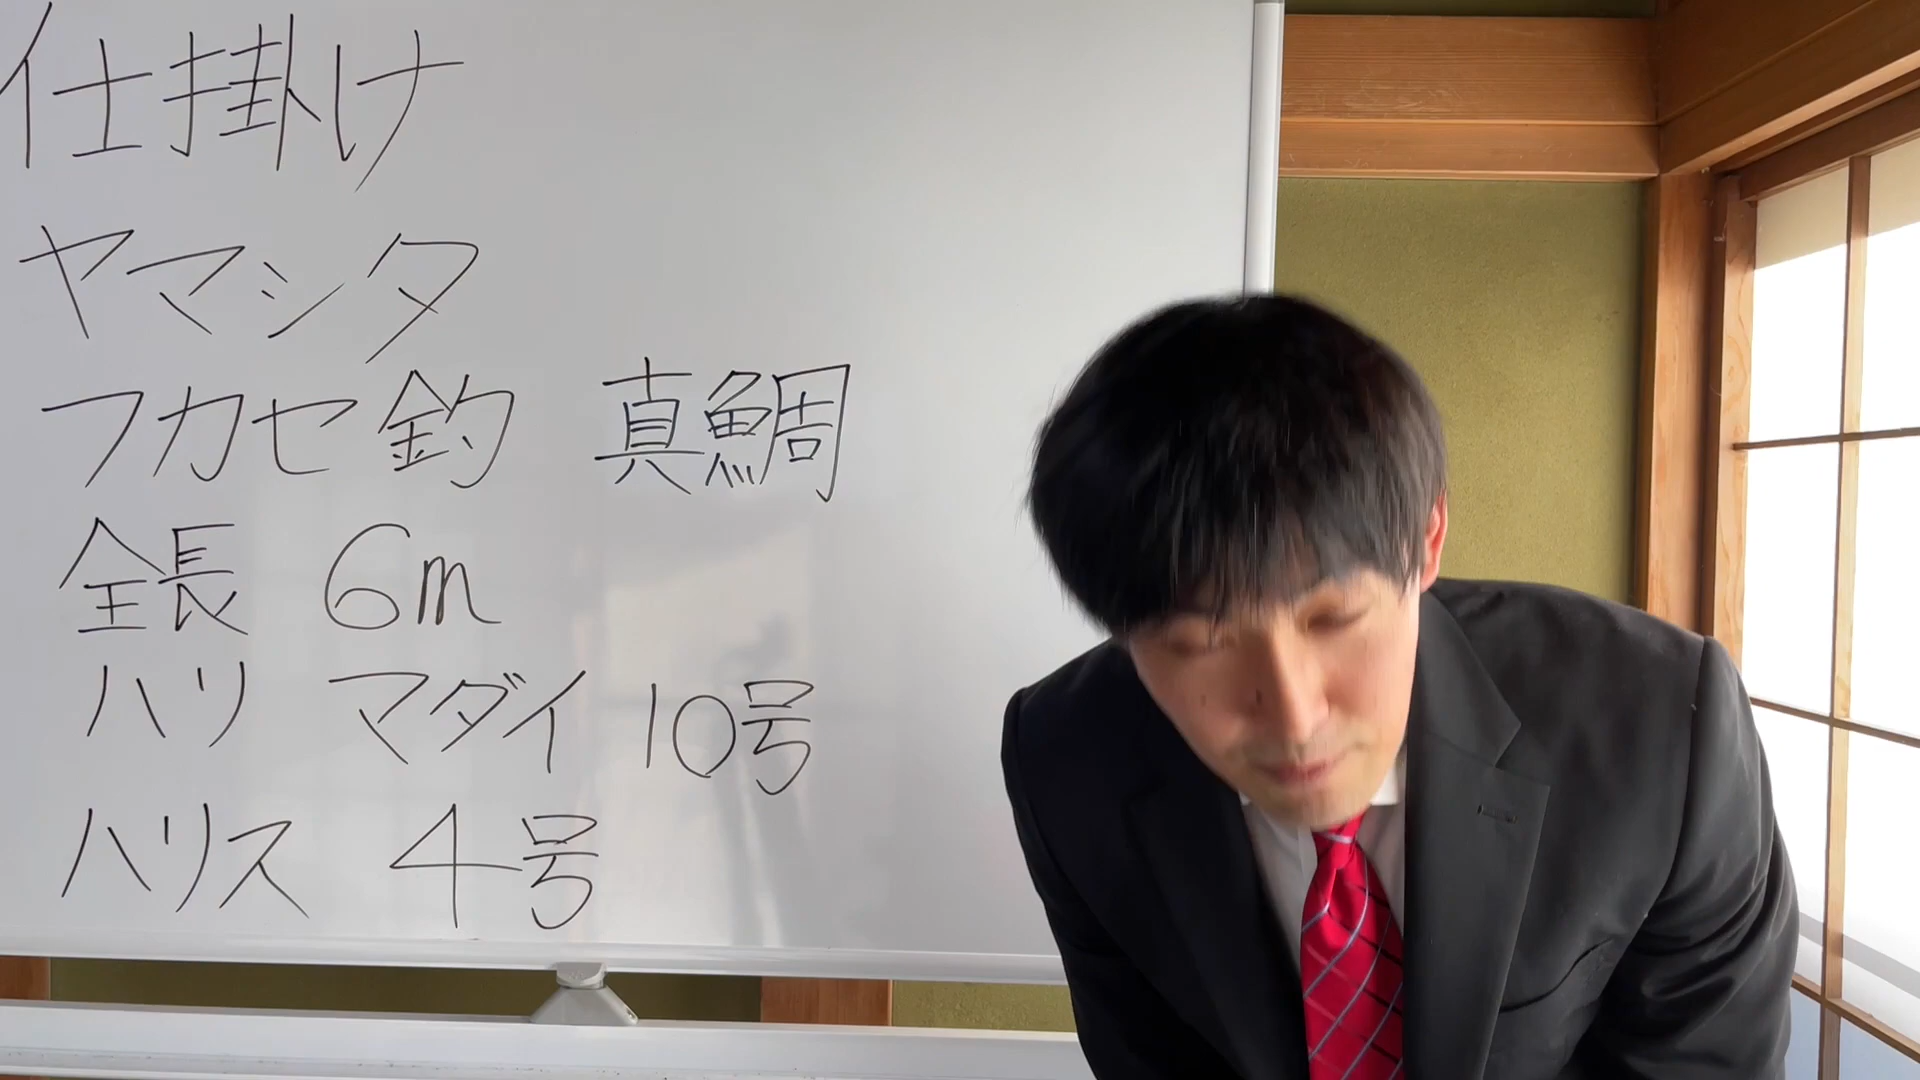 仕掛け
ヤマシタ
フカセ釣 真鯛
全長 6m
ハリ マダイ 10号
ハリス 4号